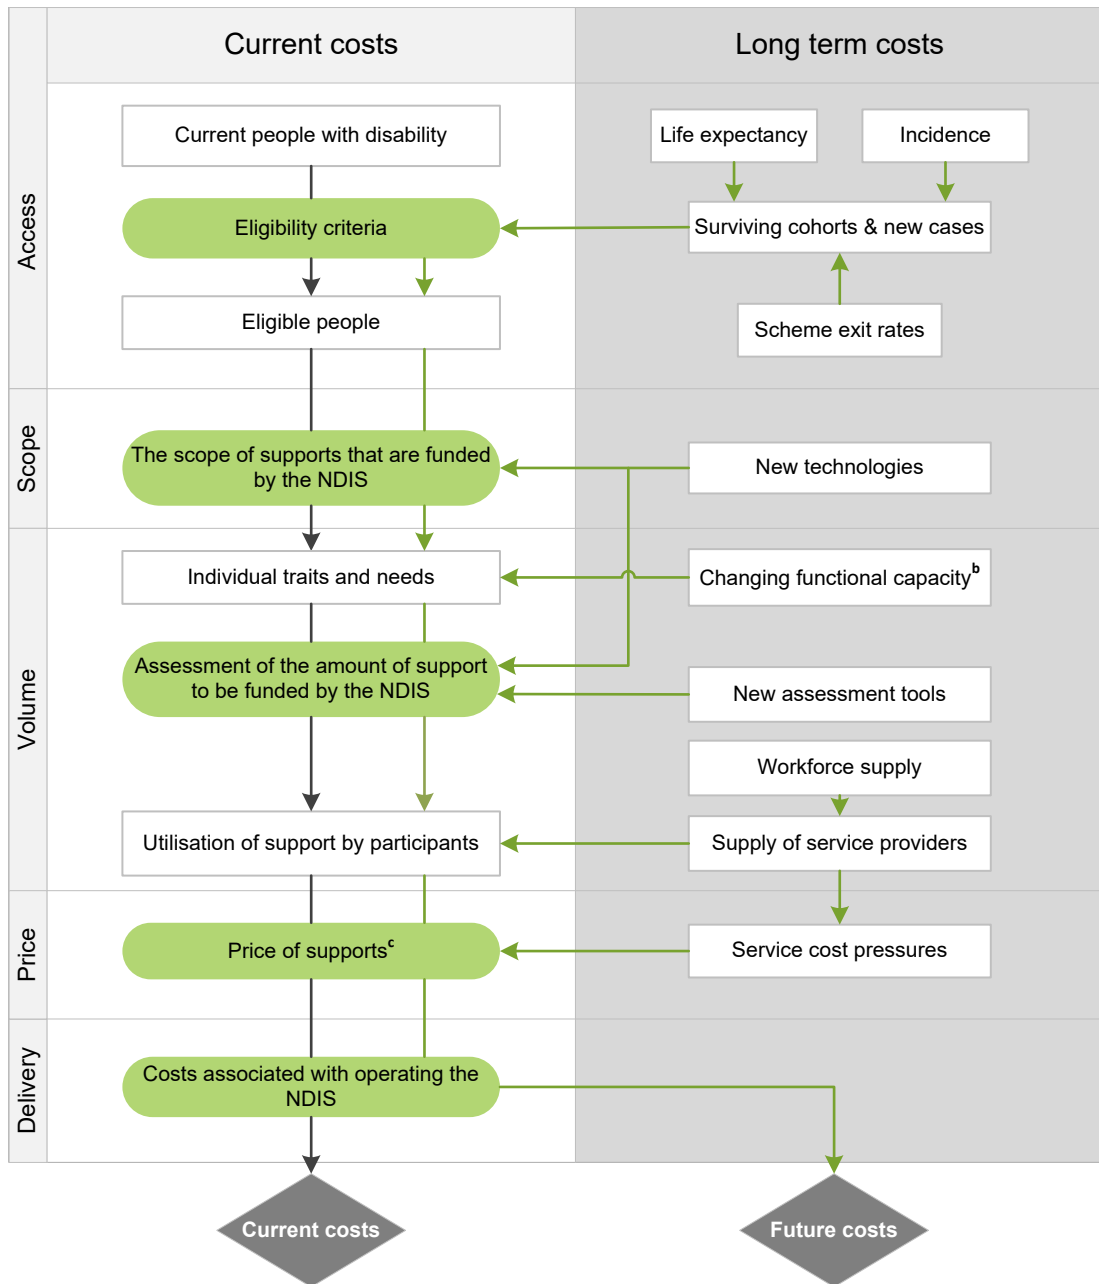 Current costs
Long term costs
Access
Current people with disability
Life expectancy
Incidence
Eligibility criteria
Surviving cohorts & new cases
Eligible people
Scheme exit rates
Scope
The scope of supports that are funded
by the NDIS
New technologies
Volume
Individual traits and needs
Changing functional capacityᵇ
Assessment of the amount of support
to be funded by the NDIS
New assessment tools
Workforce supply
Utilisation of support by participants
Supply of service providers
Price
Price of supportsᶜ
Service cost pressures
Delivery
Costs associated with operating the
NDIS
Current costs
Future costs